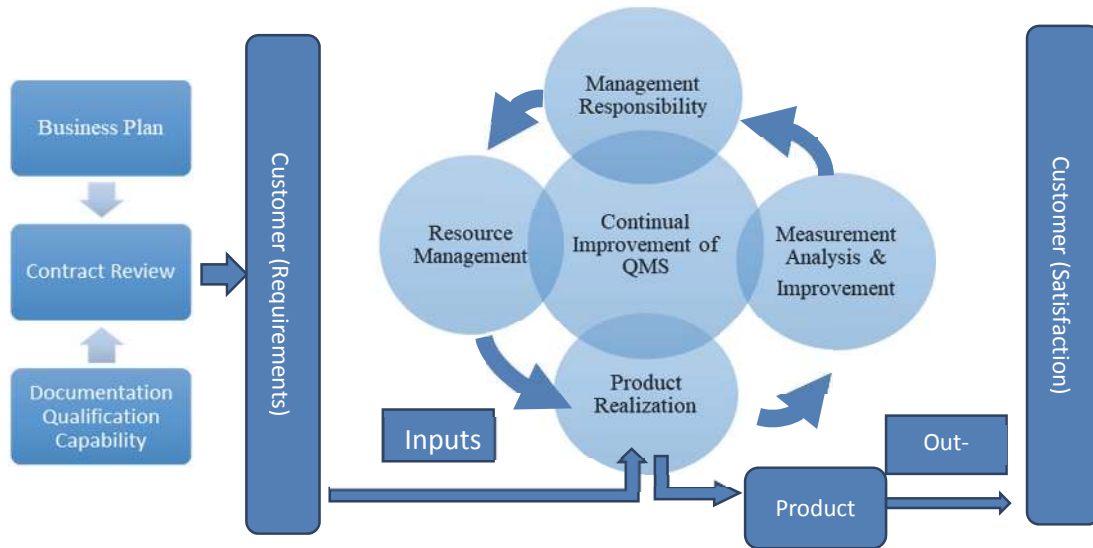 Business Plan
Contract Review
Documentation
Qualification
Capability
Customer (Requirements)
Management
Responsibility
Resource
Management
Continual
Improvement of
QMS
Measurement
Analysis &
Improvement
Product
Realization
Inputs
Product
Out-
Customer (Satisfaction)